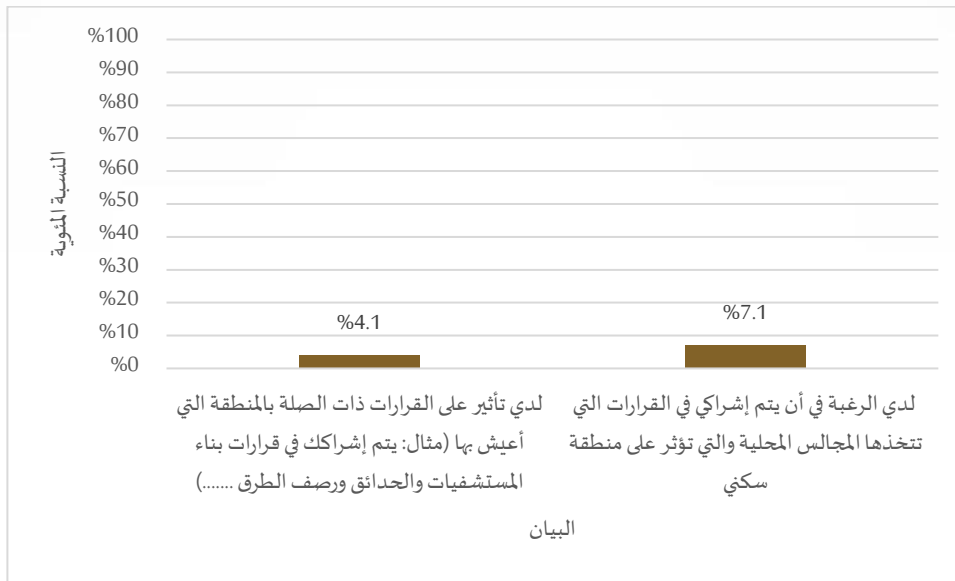 %100
%90
%80
%70
%60
%50
%40
%30
%20
%10
%0
النسبة المئوية
%7.1
%4.1
لدي الرغبة في أن يتم إشراكي في القرارات التي
تتخذها المجالس المحلية والتي تؤثر على منطقة
سكني
لدي تأثير على القرارات ذات الصلة بالمنطقة التي
أعيش بها (مثال: يتم إشراكك في قرارات بناء
المستشفيات والحدائق ورصف الطرق .......)
البيان